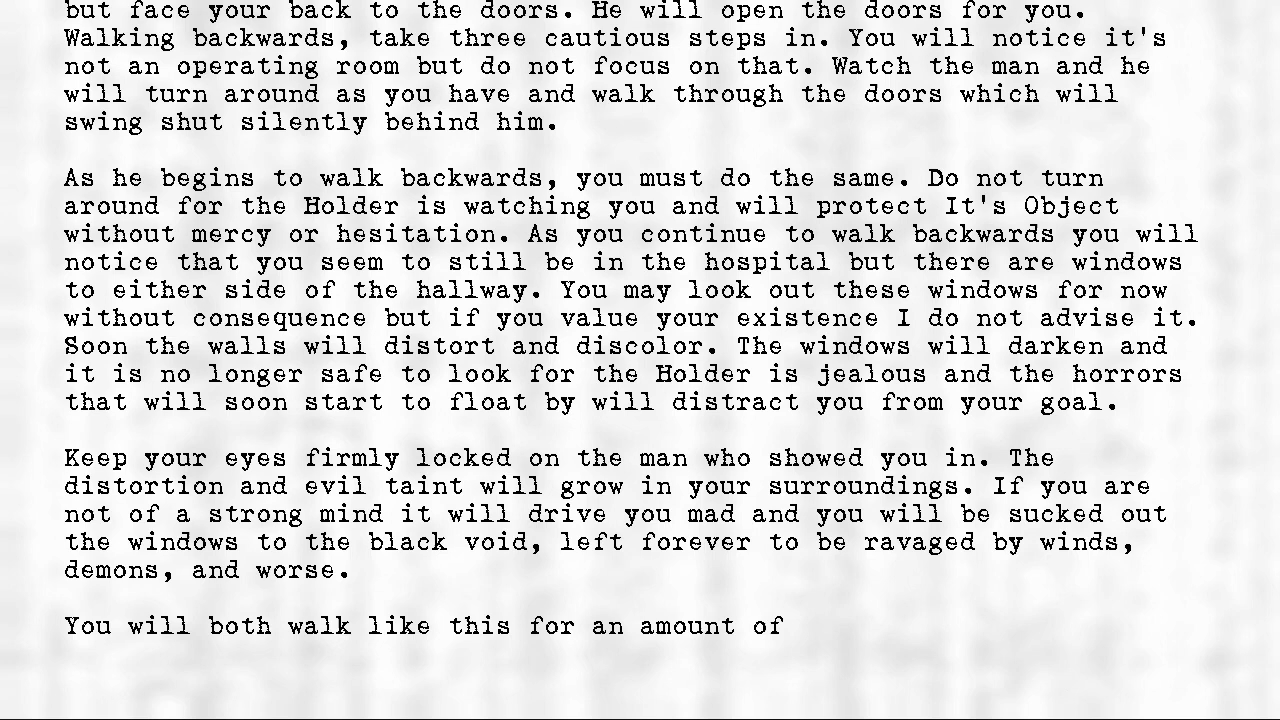 but face your back to the doors. He will open the doors for you.
Walking backwards, take three cautious steps in. You will notice it's
not an operating room but do not focus on that. Watch the man and he
will turn around as you have and walk through the doors which will
swing shut silently behind him.
As he begins to walk backwards, you must do the same. Do not turn
around for the Holder is watching you and will protect It's Object
without mercy or hesitation. As you continue to walk backwards you will
notice that you seem to still be in the hospital but there are windows
to either side of the hallway. You may look out these windows for now
without consequence but if you value your existence I do not advise it.
Soon the walls will distort and discolor. The windows will darken and
it is no longer safe to look for the Holder is jealous and the horrors
that will soon start to float by will distract you from your goal.
Keep your eyes firmly locked on the man who showed you in. The
distortion and evil taint will grow in your surroundings. If you are
not of a strong mind it will drive you mad and you will be sucked out
the windows to the black void, left forever to be ravaged by winds,
demons, and worse.
You will both walk like this for an amount of